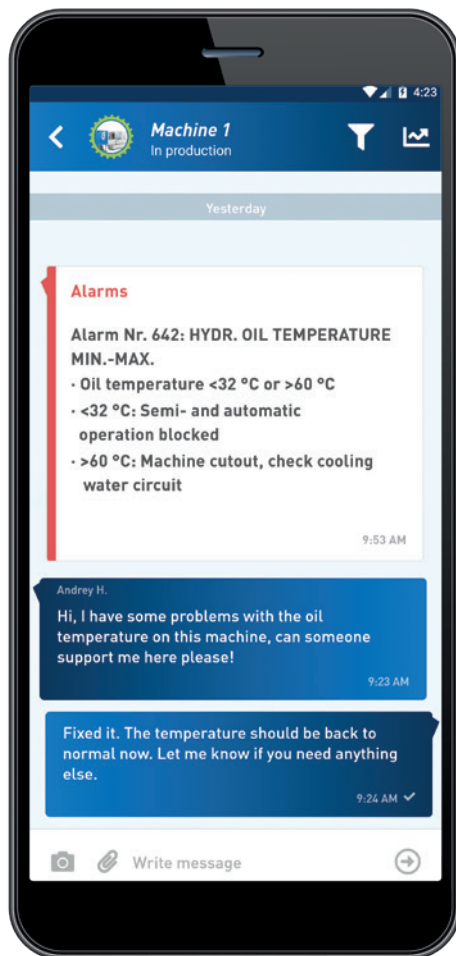 4:23
Machine 1
In production
Yesterday
Alarms
Alarm Nr. 642: HYDR. OIL TEMPERATURE
MIN.-MAX.
· Oil temperature <32 °C or >60 °C
· <32 °C: Semi- and automatic
operation blocked
· >60 °C: Machine cutout, check cooling
water circuit
9:53 AM
Andrey H.
Hi, I have some problems with the oil
temperature on this machine, can someone
support me here please!
9:23 AM
Fixed it. The temperature should be back to
normal now. Let me know if you need anything
else.
9:24 AM
Write message